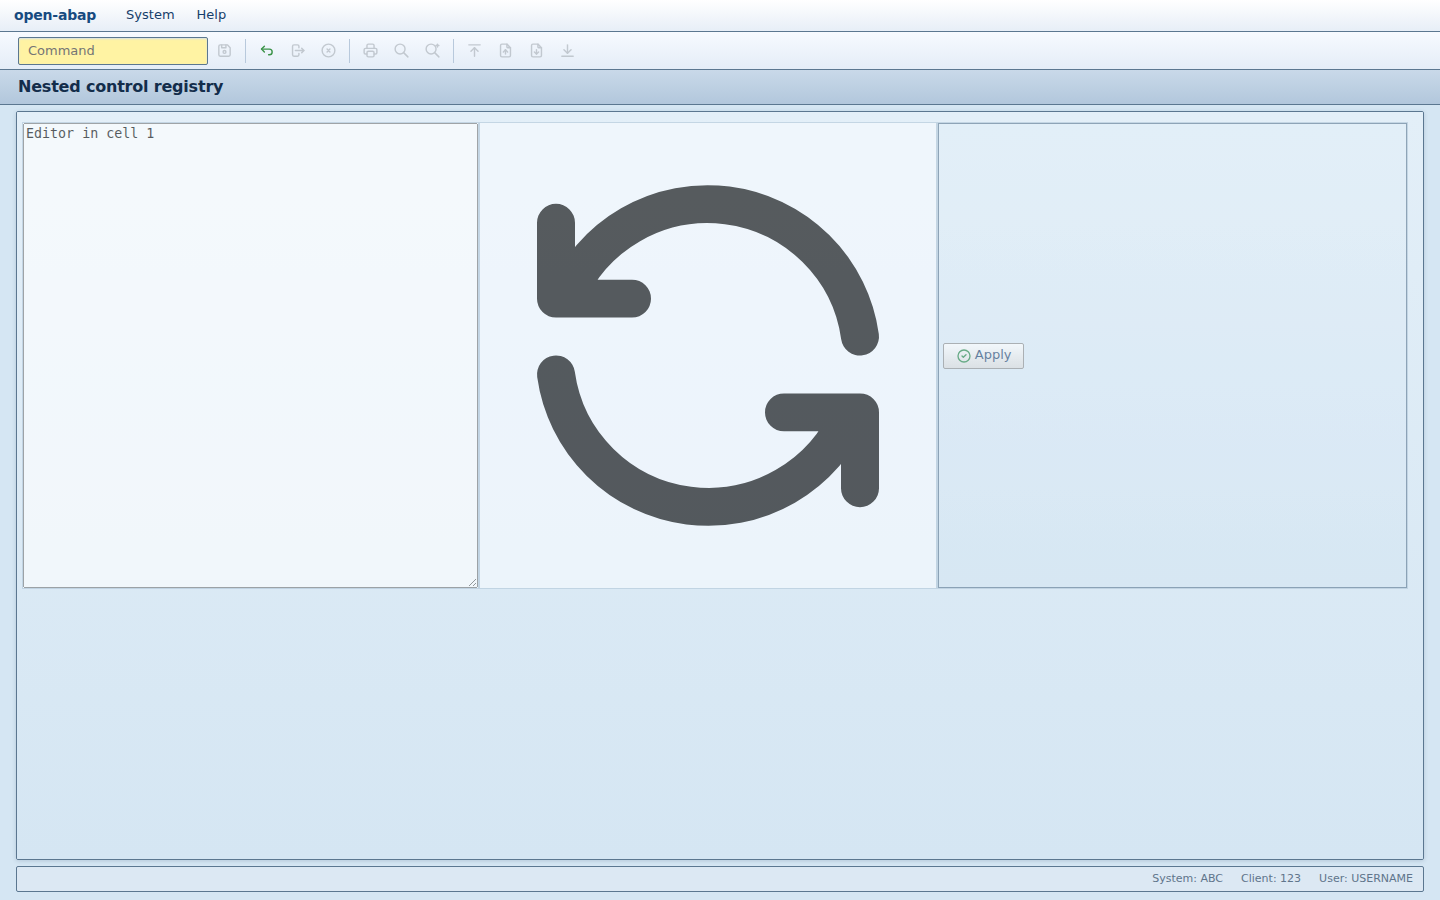 open-abap System Help
Command
Nested control registry
Editor in cell 1
Apply
System: ABC Client: 123 User: USERNAME